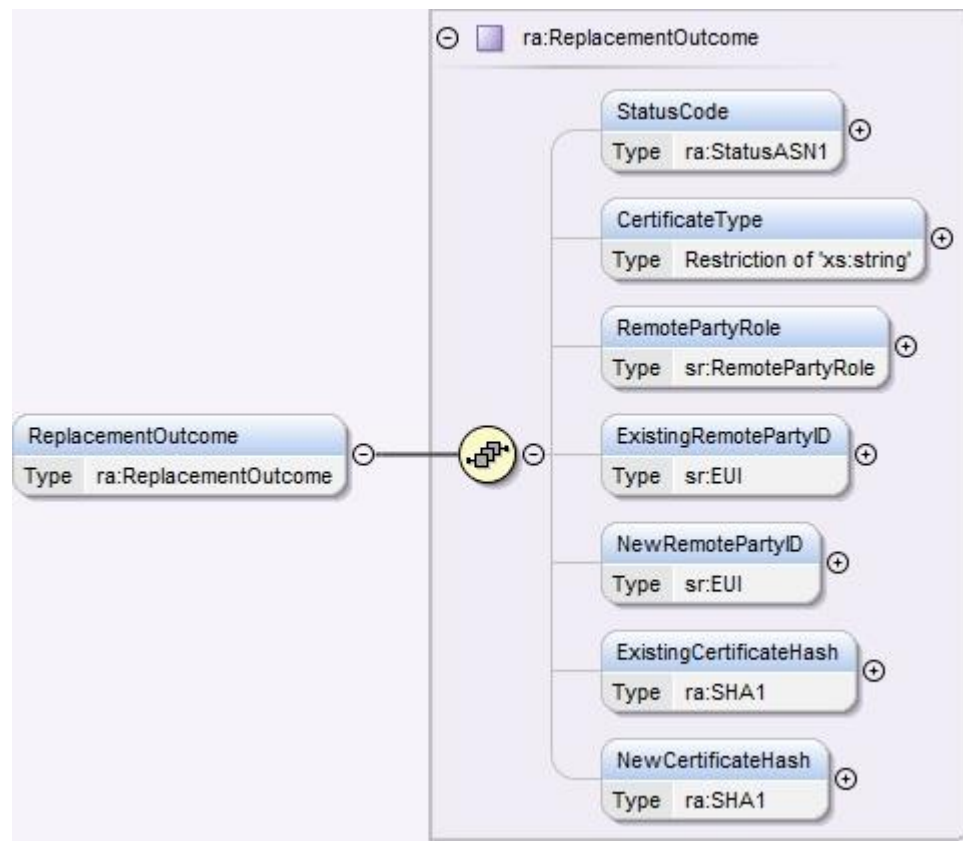 ra:ReplacementOutcome
StatusCode
Type ra:StatusASN1
CertificateType
Type Restriction of 'xs:string'
RemotePartyRole
Type sr:RemotePartyRole
ReplacementOutcome
Type ra:ReplacementOutcome
ExistingRemotePartyID
Type sr:EUI
NewRemotePartyID
Type sr:EUI
ExistingCertificateHash
Type ra:SHA1
NewCertificateHash
Type ra:SHA1